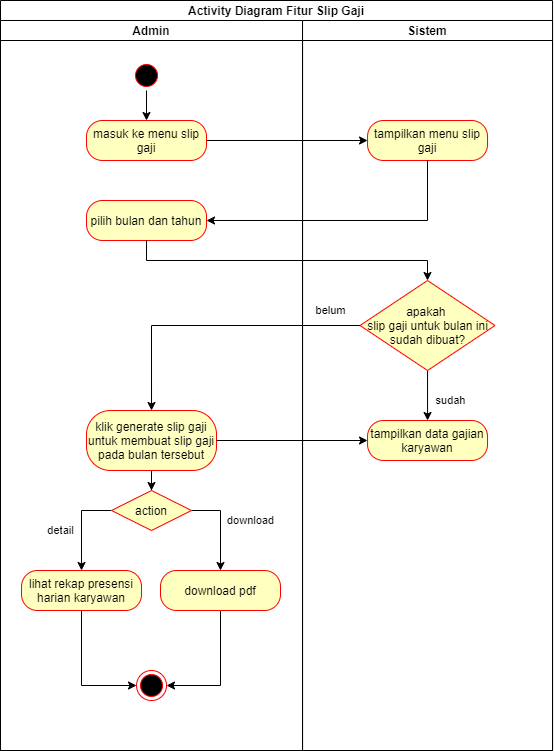 Activity Diagram Fitur Slip Gaji
Admin
Sistem
masuk ke menu slip
gaji
tampilkan menu slip
gaji
pilih bulan dan tahun
apakah
slip gaji untuk bulan ini
sudah dibuat?
belum
sudah
klik generate slip gaji
untuk membuat slip gaji
pada bulan tersebut
tampilkan data gajian
karyawan
action
detail
download
lihat rekap presensi
harian karyawan
download pdf